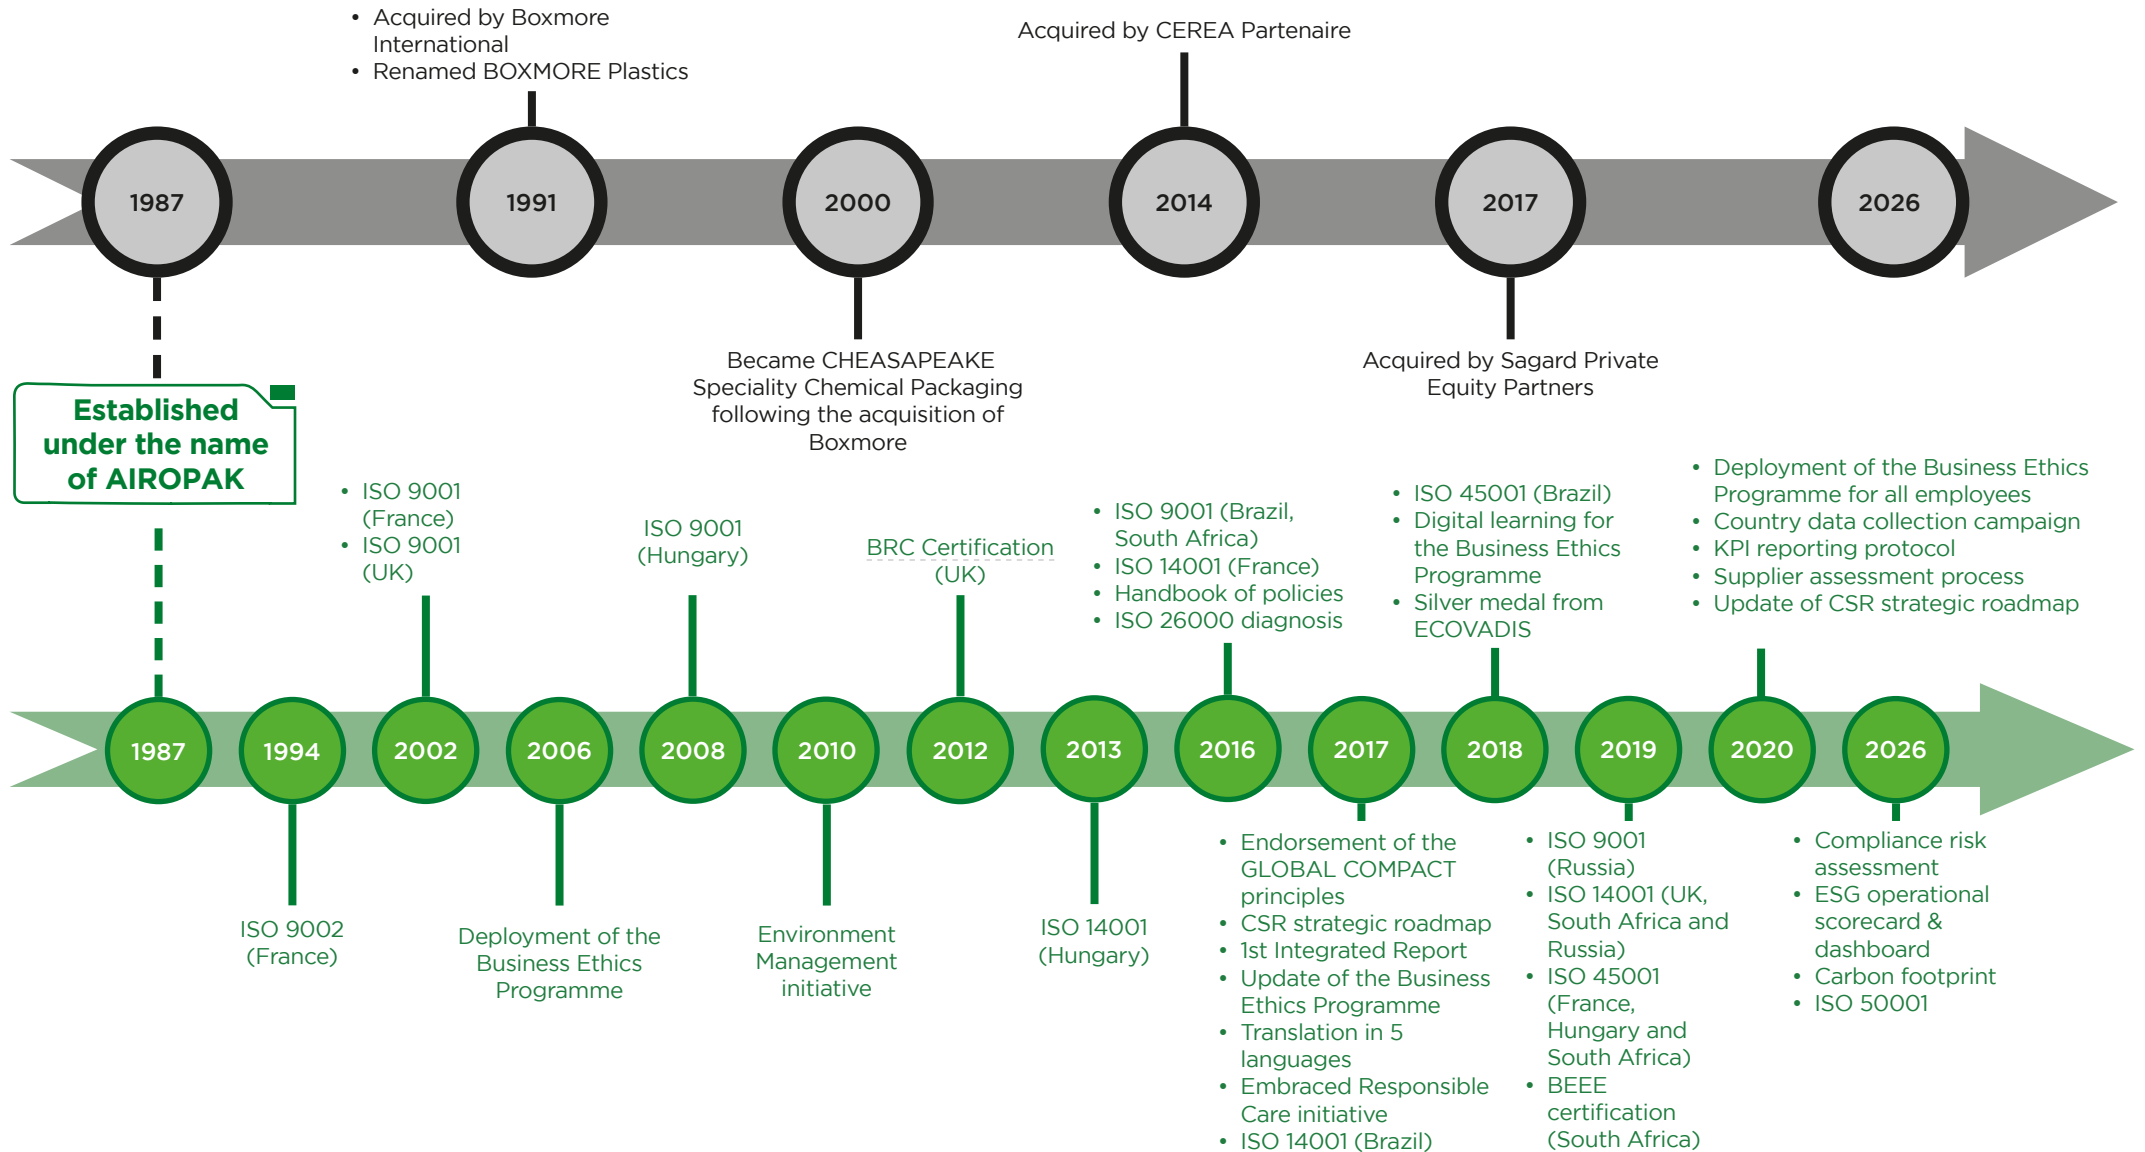 • Acquired by Boxmore
International
• Renamed BOXMORE Plastics
Acquired by CEREA Partenaire
1987
1991
2000
2014
2017
2026
Became CHEASAPEAKE
Speciality Chemical Packaging
following the acquisition of
Boxmore
Acquired by Sagard Private
Equity Partners
Established
under the name
of AIROPAK
• ISO 9001
(France)
• ISO 9001
(UK)
ISO 9001
(Hungary)
BRC Certification
(UK)
• ISO 9001 (Brazil,
South Africa)
• ISO 14001 (France)
• Handbook of policies
• ISO 26000 diagnosis
• ISO 45001 (Brazil)
• Digital learning for
the Business Ethics
Programme
• Silver medal from
ECOVADIS
• Deployment of the Business Ethics
Programme for all employees
• Country data collection campaign
• KPI reporting protocol
• Supplier assessment process
• Update of CSR strategic roadmap
1987
1994
2002
2006
2008
2010
2012
2013
2016
2017
2018
2019
2020
2026
ISO 9002
(France)
Deployment of the
Business Ethics
Programme
Environment
Management
initiative
ISO 14001
(Hungary)
• Endorsement of the
GLOBAL COMPACT
principles
• CSR strategic roadmap
• 1st Integrated Report
• Update of the Business
Ethics Programme
• Translation in 5
languages
• Embraced Responsible
Care initiative
• ISO 14001 (Brazil)
• ISO 9001
(Russia)
• ISO 14001 (UK,
South Africa and
Russia)
• ISO 45001
(France,
Hungary and
South Africa)
• BEEE
certification
(South Africa)
• Compliance risk
assessment
• ESG operational
scorecard &
dashboard
• Carbon footprint
• ISO 50001